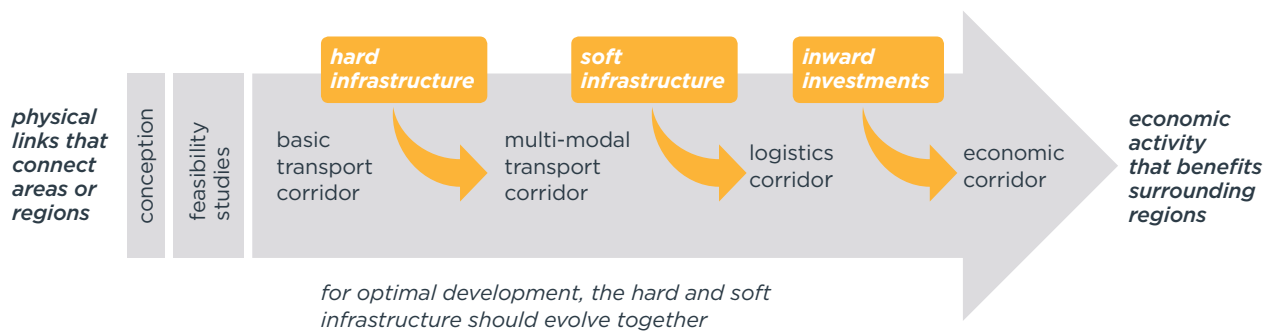 physical
links that
connect
areas or
regions
conception
feasibility
studies
hard
infrastructure
basic
transport
corridor
soft
infrastructure
multi-modal
transport
corridor
inward
investments
logistics
corridor
economic
corridor
economic
activity
that benefits
surrounding
regions
for optimal development, the hard and soft
infrastructure should evolve together